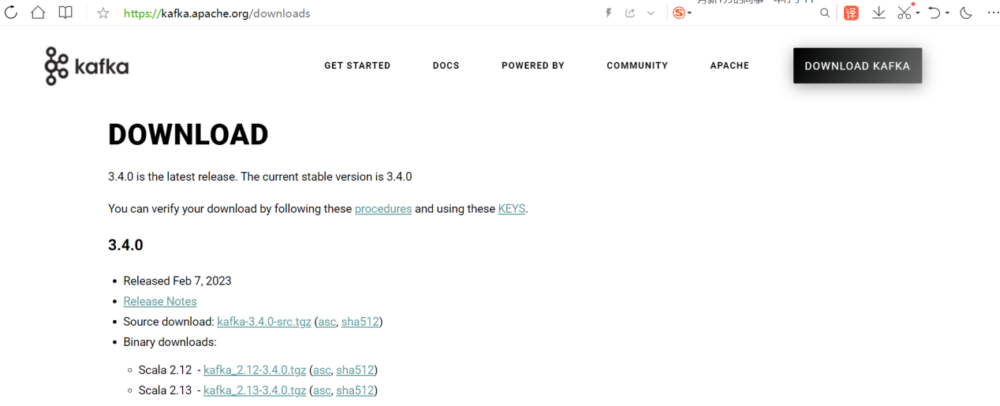 https://kafka.apache.org/downloads
译
kafka
GET STARTED DOCS POWERED BY COMMUNITY APACHE DOWNLOAD KAFKA
DOWNLOAD
3.4.0 is the latest release. The current stable version is 3.4.0
You can verify your download by following these procedures and using these KEYS.
3.4.0
Released Feb 7, 2023
Release Notes
Source download: kafka-3.4.0-src.tgz (asc, sha512)
Binary downloads:
Scala 2.12 - kafka_2.12-3.4.0.tgz (asc, sha512)
Scala 2.13 - kafka_2.13-3.4.0.tgz (asc, sha512)